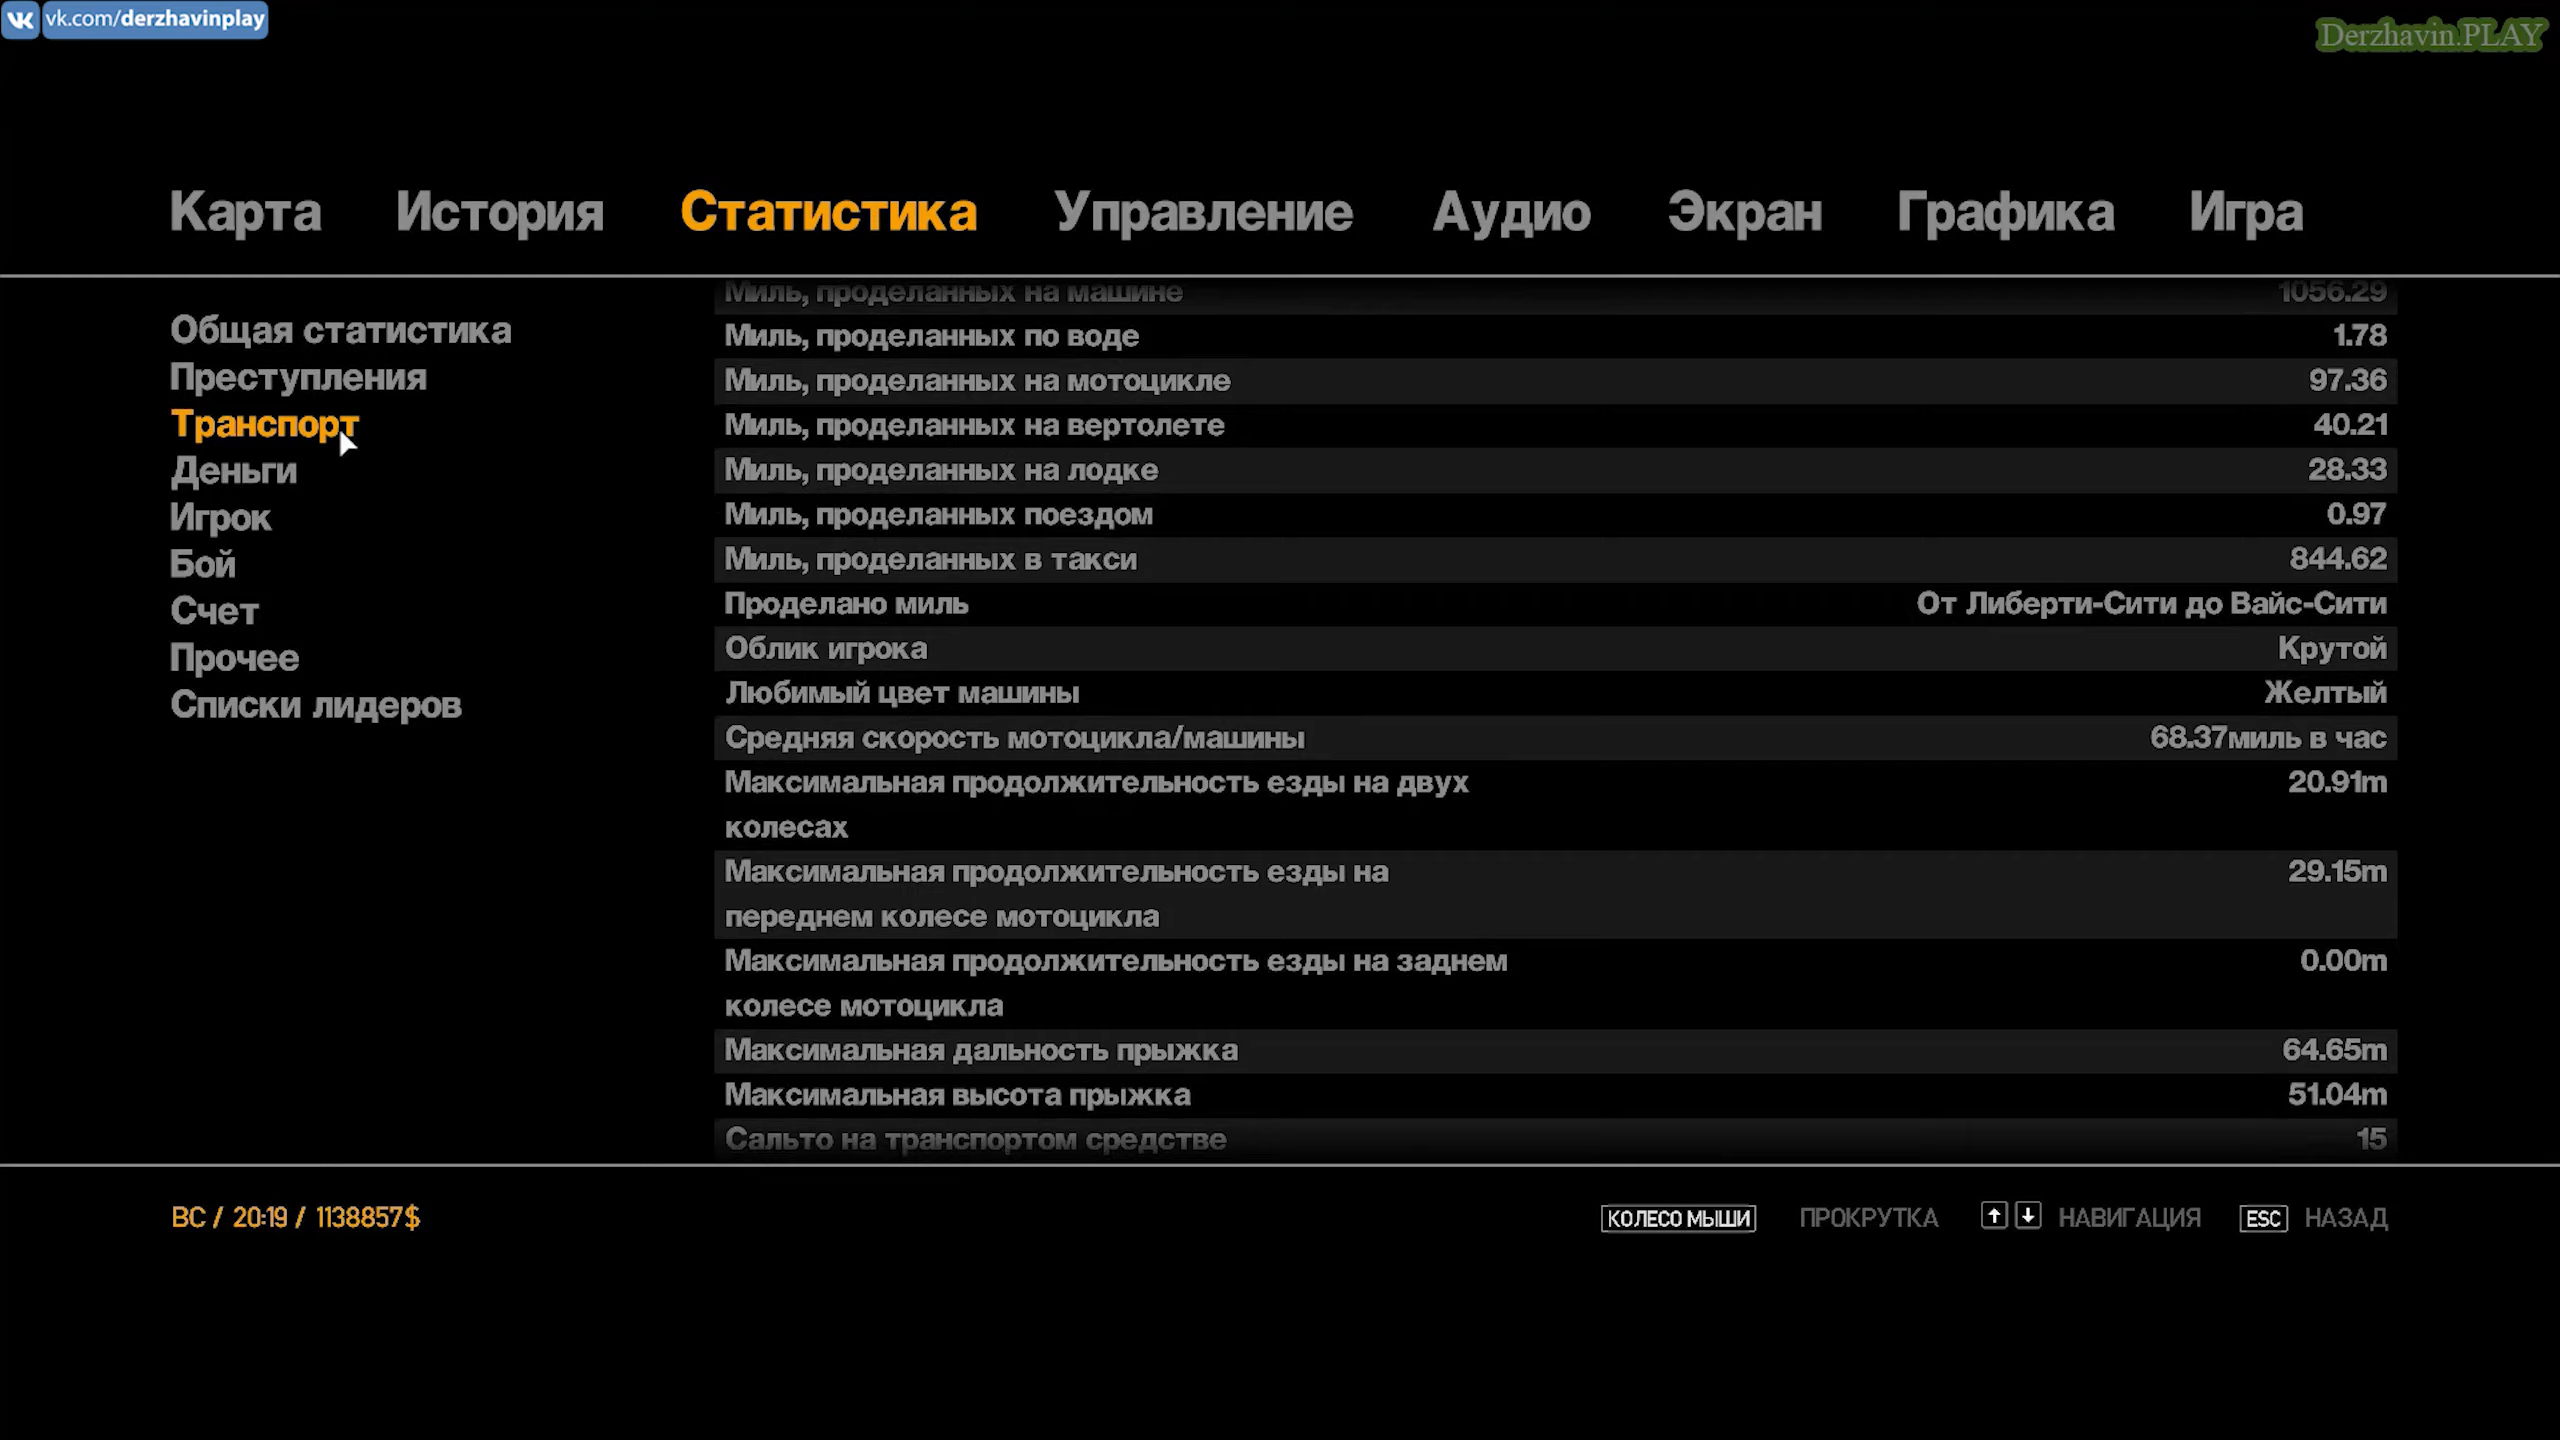 vk.com/derzhavinplay
Derzhavin.PLAY
Карта История Статистика Управление Аудио Экран Графика Игра
Общая статистика
Преступления
Транспорт
Деньги
Игрок
Бой
Счет
Прочее
Списки лидеров
Миль, проделанных на машине 1056.29
Миль, проделанных по воде 1.78
Миль, проделанных на мотоцикле 97.36
Миль, проделанных на вертолете 40.21
Миль, проделанных на лодке 28.33
Миль, проделанных поездом 0.97
Миль, проделанных в такси 844.62
Проделано миль От Либерти-Сити до Вайс-Сити
Облик игрока Крутой
Любимый цвет машины Желтый
Средняя скорость мотоцикла/машины 68.37миль в час
Максимальная продолжительность езды на двух 20.91m
колесах
Максимальная продолжительность езды на 29.15m
переднем колесе мотоцикла
Максимальная продолжительность езды на заднем 0.00m
колесе мотоцикла
Максимальная дальность прыжка 64.65m
Максимальная высота прыжка 51.04m
Сальто на транспортом средстве 15
ВС / 20:19 / 1138857$
КОЛЕСО МЫШИ ПРОКРУТКА ↑ ↓ НАВИГАЦИЯ ESC НАЗАД